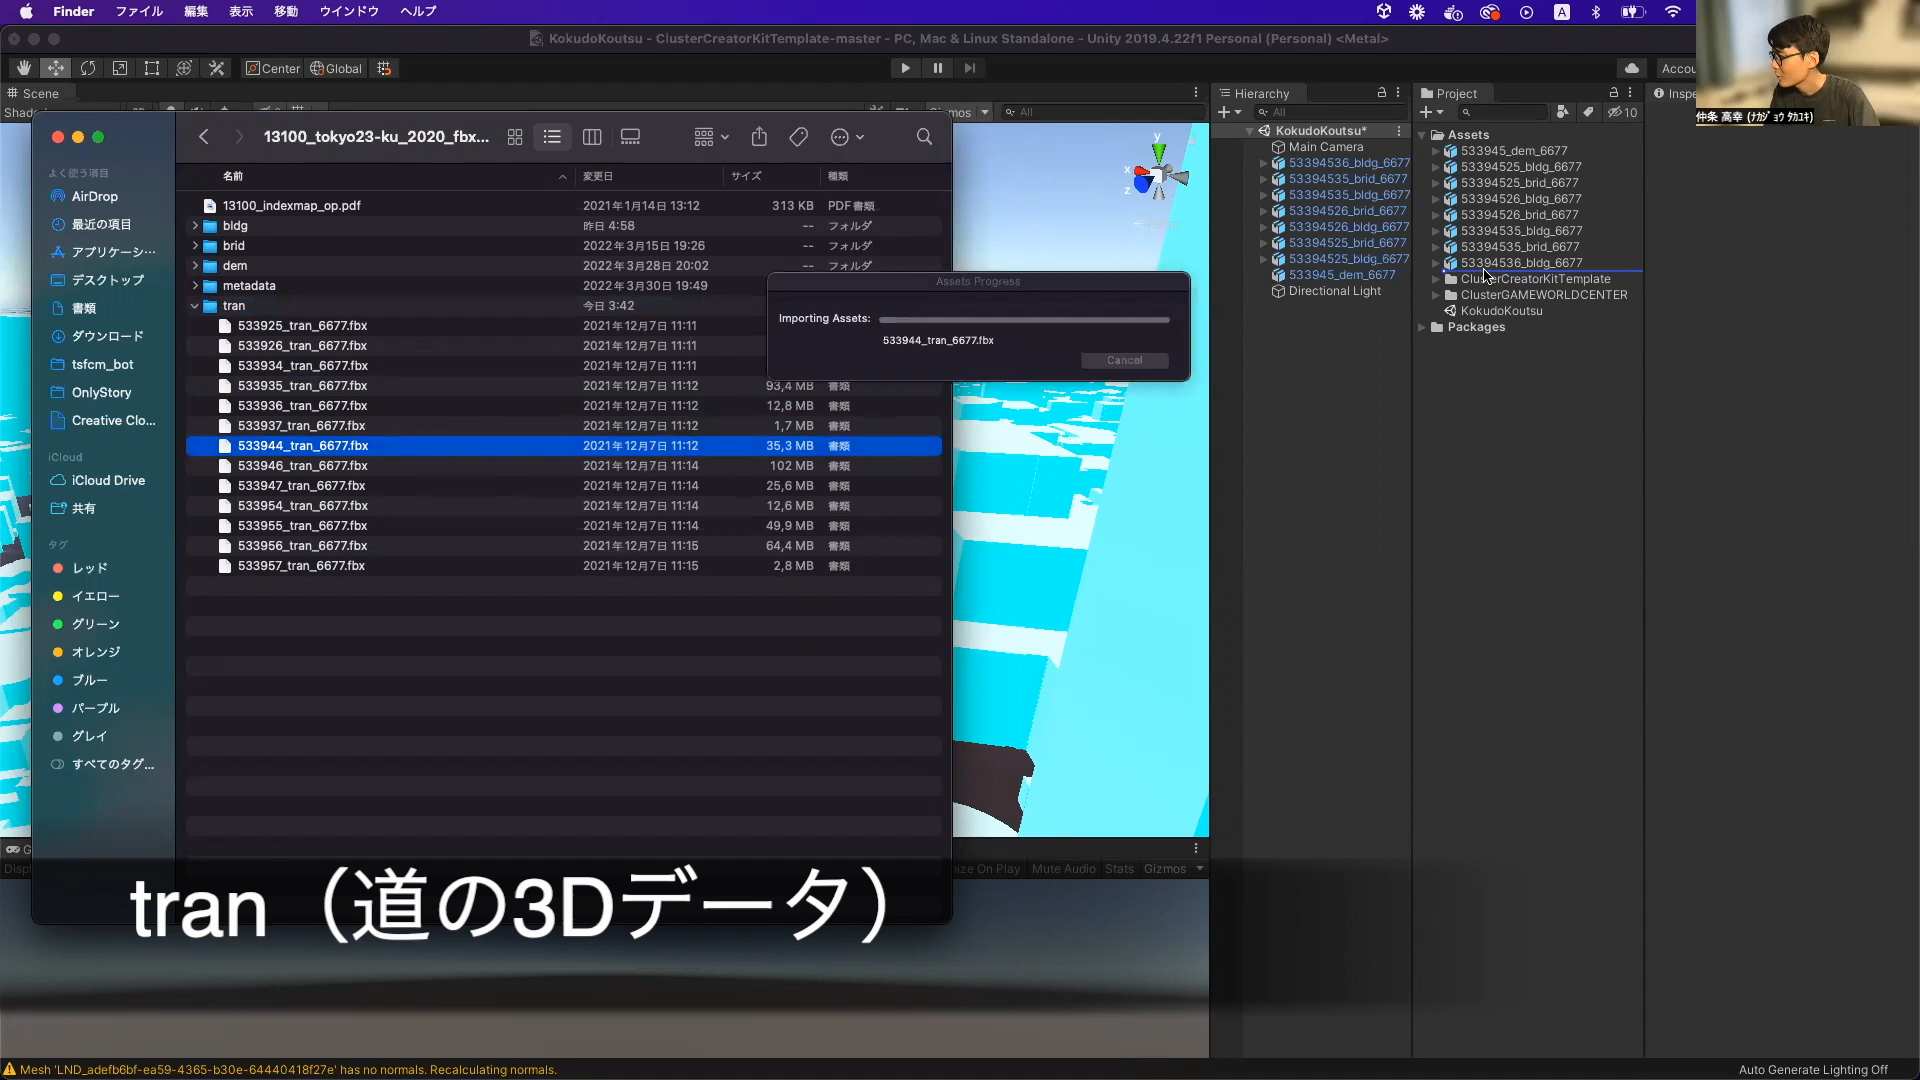 Finder ファイル 編集 表示 移動 ウインドウ ヘルプ
A
KokudoKoutsu - ClusterCreatorKitTemplate-master - PC, Mac & Linux Standalone - Unity 2019.4.22f1 Personal (Personal) <Metal>
Center Global
Accou
仲条 高幸 (ﾅｶｼﾞｮｳ ﾀｶﾕｷ)
Scene
Hierarchy
Project
Inspe
All
All
10
13100_tokyo23-ku_2020_fbx...
名前 変更日 サイズ 種類
13100_indexmap_op.pdf 2021年1月14日 13:12 313 KB PDF書類
bldg 昨日 4:58 -- フォルダ
brid 2022年3月15日 19:26 -- フォルダ
dem 2022年3月28日 20:02 -- フォルダ
metadata 2022年3月30日 19:49
tran 今日 3:42
533925_tran_6677.fbx 2021年12月7日 11:11
533926_tran_6677.fbx 2021年12月7日 11:11
533934_tran_6677.fbx 2021年12月7日 11:11
533935_tran_6677.fbx 2021年12月7日 11:12 93,4 MB 書類
533936_tran_6677.fbx 2021年12月7日 11:12 12,8 MB 書類
533937_tran_6677.fbx 2021年12月7日 11:12 1,7 MB 書類
533944_tran_6677.fbx 2021年12月7日 11:12 35,3 MB 書類
533946_tran_6677.fbx 2021年12月7日 11:14 102 MB 書類
533947_tran_6677.fbx 2021年12月7日 11:14 25,6 MB 書類
533954_tran_6677.fbx 2021年12月7日 11:14 12,6 MB 書類
533955_tran_6677.fbx 2021年12月7日 11:14 49,9 MB 書類
533956_tran_6677.fbx 2021年12月7日 11:15 64,4 MB 書類
533957_tran_6677.fbx 2021年12月7日 11:15 2,8 MB 書類
よく使う項目
AirDrop
最近の項目
アプリケーシ…
デスクトップ
書類
ダウンロード
tsfcm_bot
OnlyStory
Creative Clo...
iCloud
iCloud Drive
共有
タグ
レッド
イエロー
グリーン
オレンジ
ブルー
パープル
グレイ
すべてのタグ...
Assets Progress
Importing Assets:
533944_tran_6677.fbx
Cancel
y
x
z
KokudoKoutsu*
Main Camera
53394536_bldg_6677
53394535_brid_6677
53394535_bldg_6677
53394526_brid_6677
53394526_bldg_6677
53394525_brid_6677
53394525_bldg_6677
533945_dem_6677
Directional Light
Assets
533945_dem_6677
53394525_bldg_6677
53394525_brid_6677
53394526_bldg_6677
53394526_brid_6677
53394535_bldg_6677
53394535_brid_6677
53394536_bldg_6677
ClusterCreatorKitTemplate
ClusterGAMEWORLDCENTER
KokudoKoutsu
Packages
Mute Audio Stats Gizmos
tran（道の3Dデータ）
Mesh 'LND_adefb6bf-ea59-4365-b30e-64440418f27e' has no normals. Recalculating normals.
Auto Generate Lighting Off